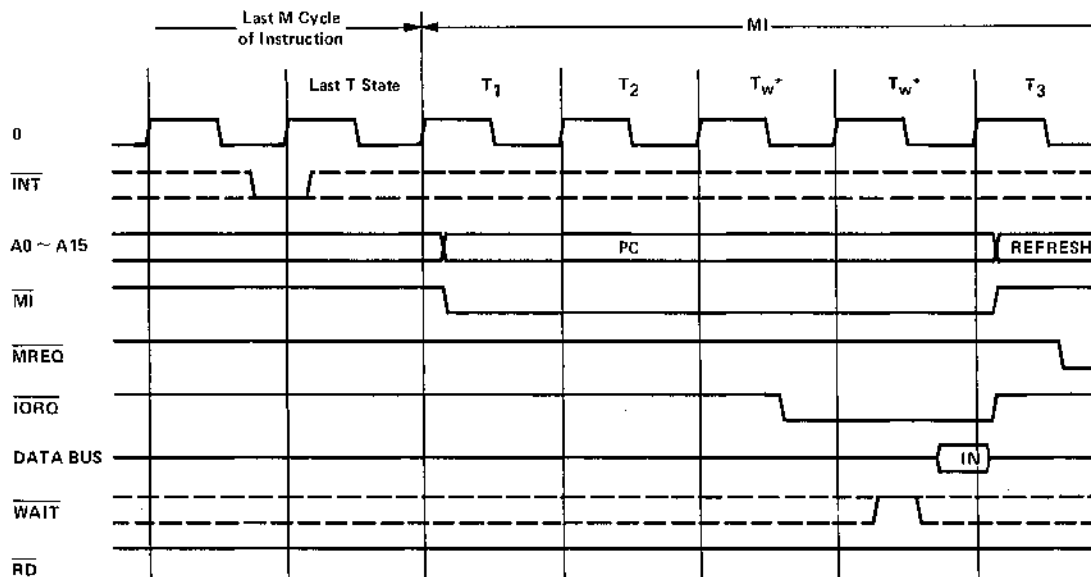 Last M Cycle
of Instruction
MI
Last T State
T1
T2
Tw*
Tw*
T3
0
INT
A0 ~ A15
PC
REFRESH
MI
MREQ
IORQ
DATA BUS
IN
WAIT
RD